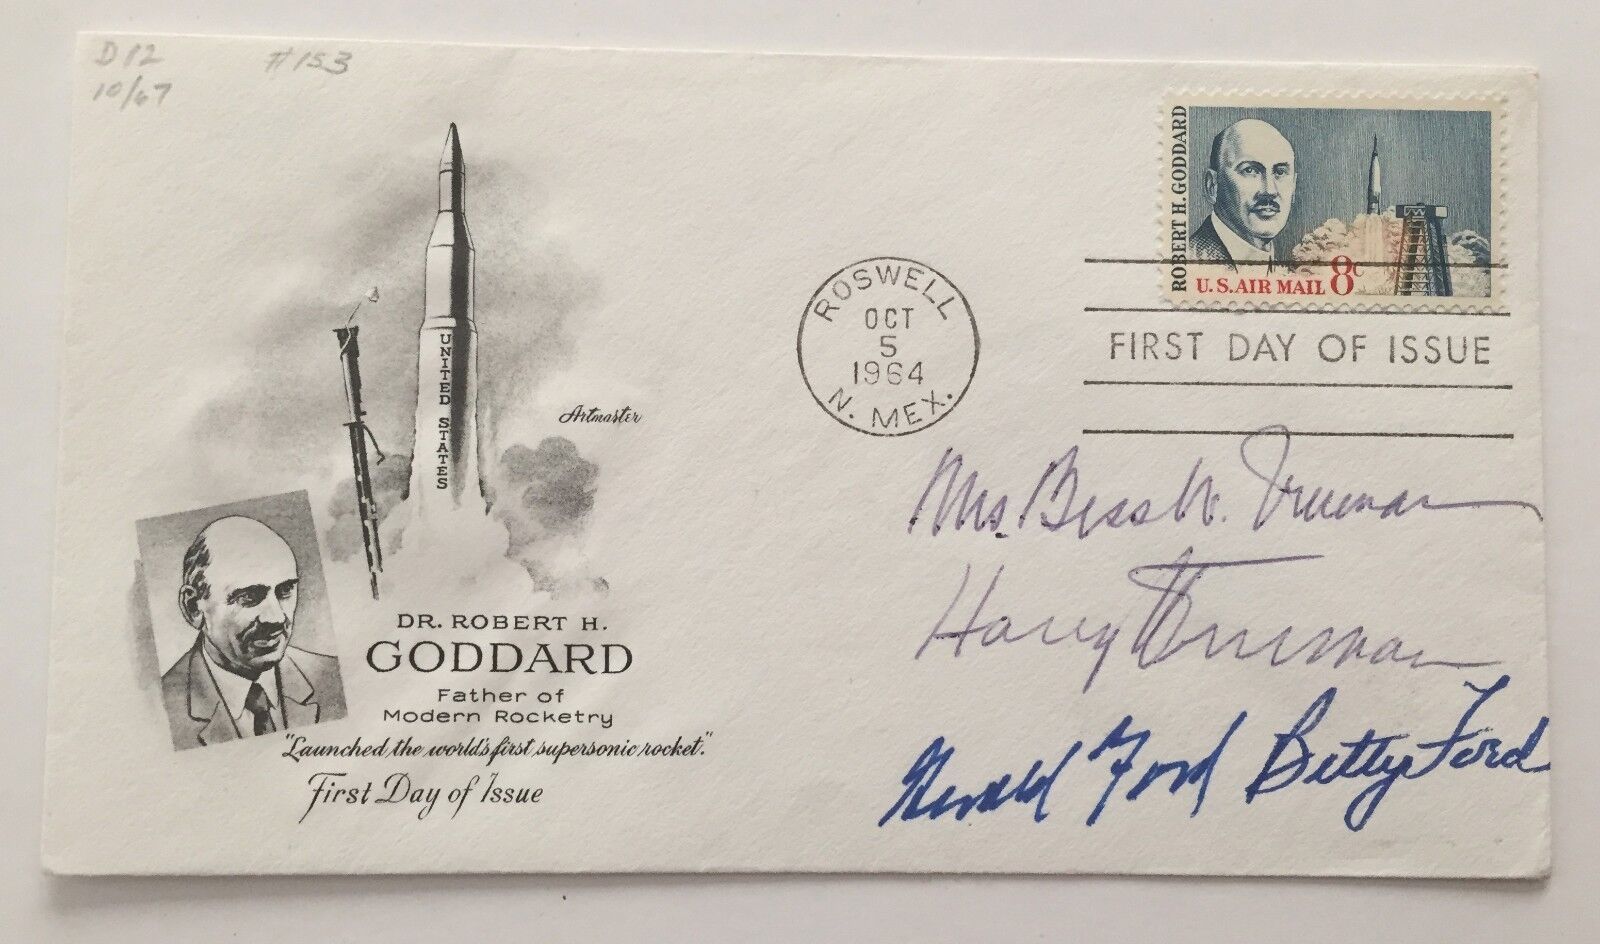 D12 #153
10/67
ROBERT H. GODDARD
U.S. AIR MAIL 8c
ROSWELL
OCT
5
1964
N. MEX.
FIRST DAY OF ISSUE
UNITED STATES
Artmaster
DR. ROBERT H.
GODDARD
Father of
Modern Rocketry
"Launched the world's first supersonic rocket."
First Day of Issue
Mrs. Bess W. Truman
Harry Truman
Gerald Ford Betty Ford